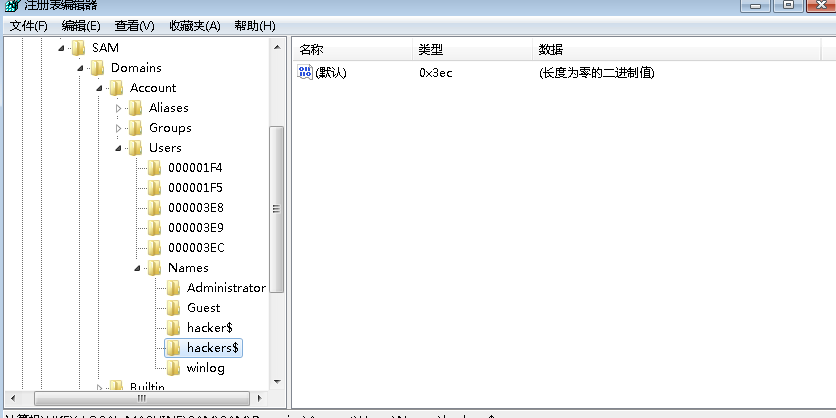 注册表编辑器
文件(F) 编辑(E) 查看(V) 收藏夹(A) 帮助(H)
SAM
Domains
Account
Aliases
Groups
Users
000001F4
000001F5
000003E8
000003E9
000003EC
Names
Administrator
Guest
hacker$
hackers$
winlog
Builtin
名称 类型 数据
(默认) 0x3ec (长度为零的二进制值)